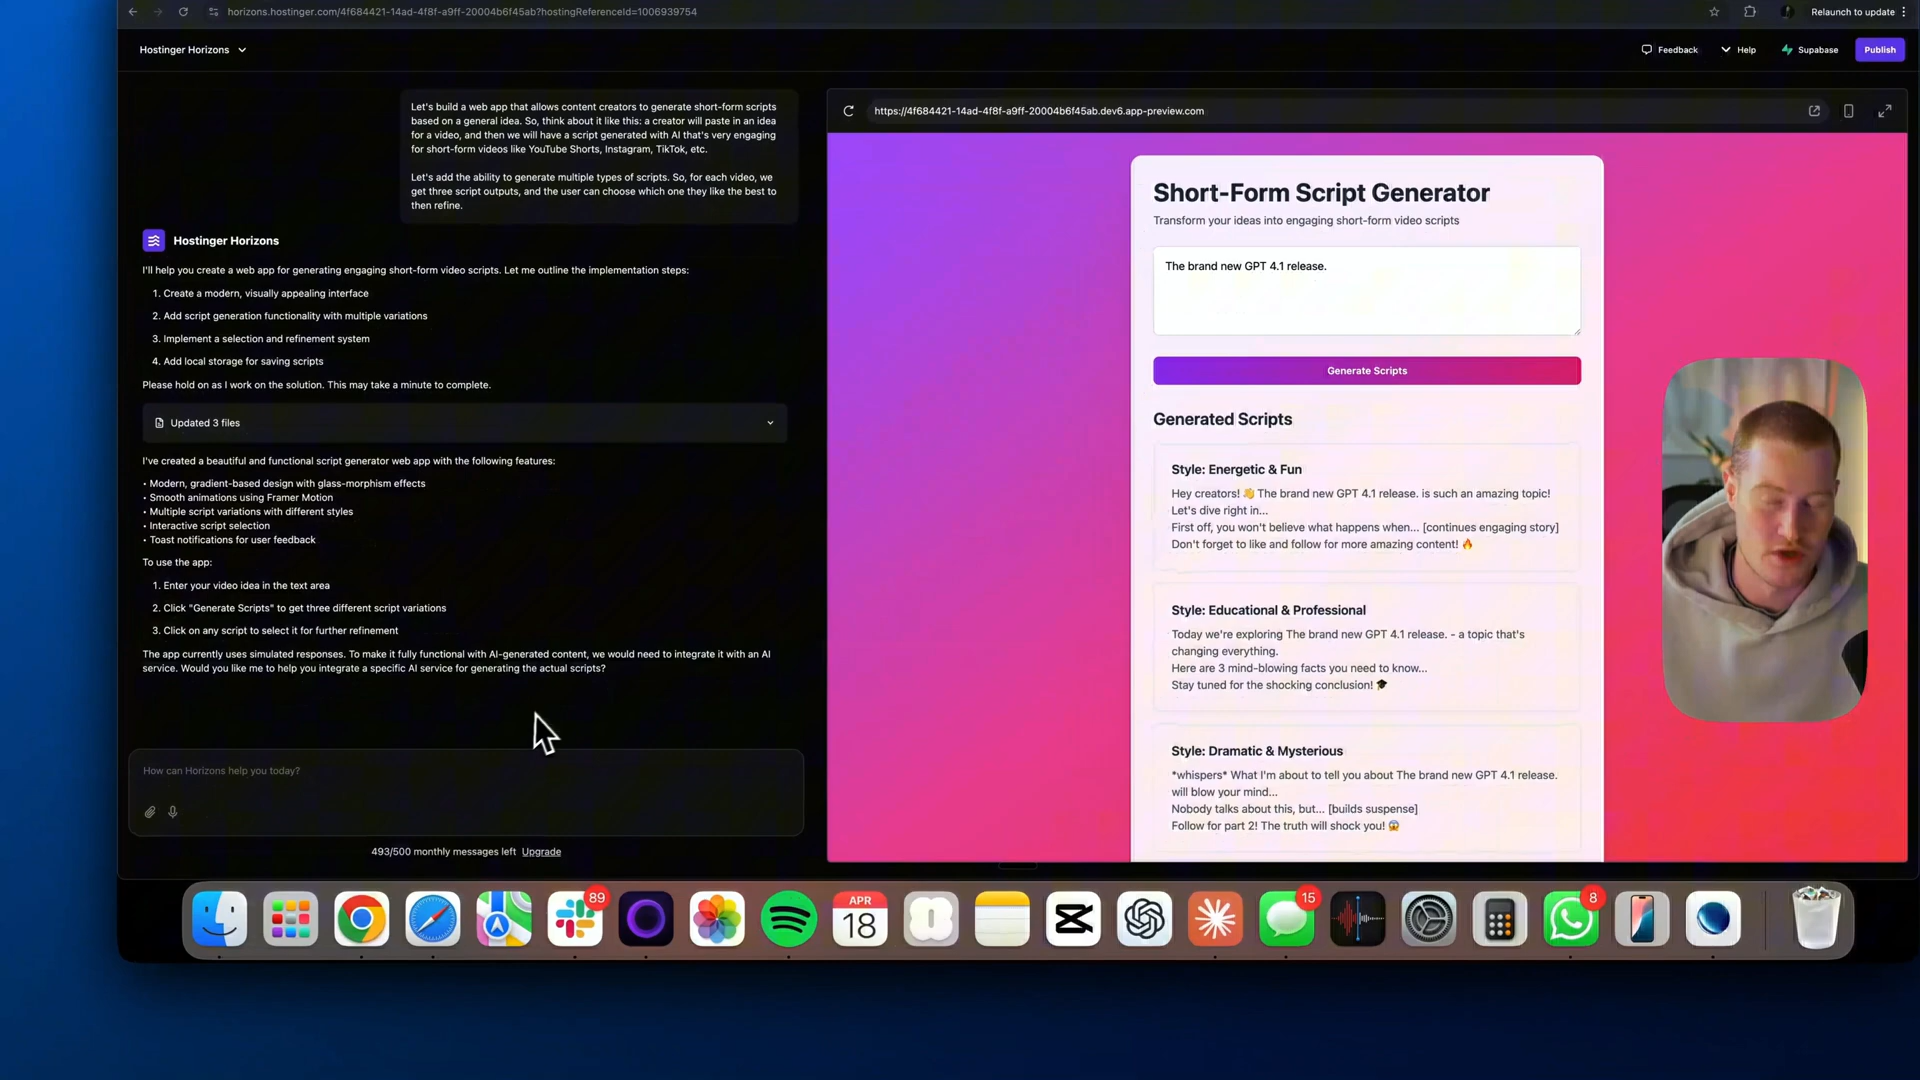 horizons.hostinger.com/4f684421-14ad-4f8f-a9ff-20004b6f45ab?hostingReferenceId=1006939754
Relaunch to update
Hostinger Horizons
Feedback
Help
Supabase
Publish
Let's build a web app that allows content creators to generate short-form scripts
based on a general idea. So, think about it like this: a creator will paste in an idea
for a video, and then we will have a script generated with AI that's very engaging
for short-form videos like YouTube Shorts, Instagram, TikTok, etc.
Let's add the ability to generate multiple types of scripts. So, for each video, we
get three script outputs, and the user can choose which one they like the best to
then refine.
Hostinger Horizons
I'll help you create a web app for generating engaging short-form video scripts. Let me outline the implementation steps:
1. Create a modern, visually appealing interface
2. Add script generation functionality with multiple variations
3. Implement a selection and refinement system
4. Add local storage for saving scripts
Please hold on as I work on the solution. This may take a minute to complete.
Updated 3 files
I've created a beautiful and functional script generator web app with the following features:
• Modern, gradient-based design with glass-morphism effects
• Smooth animations using Framer Motion
• Multiple script variations with different styles
• Interactive script selection
• Toast notifications for user feedback
To use the app:
1. Enter your video idea in the text area
2. Click "Generate Scripts" to get three different script variations
3. Click on any script to select it for further refinement
The app currently uses simulated responses. To make it fully functional with AI-generated content, we would need to integrate it with an AI
service. Would you like me to help you integrate a specific AI service for generating the actual scripts?
How can Horizons help you today?
493/500 monthly messages left Upgrade
https://4f684421-14ad-4f8f-a9ff-20004b6f45ab.dev6.app-preview.com
Short-Form Script Generator
Transform your ideas into engaging short-form video scripts
The brand new GPT 4.1 release.
Generate Scripts
Generated Scripts
Style: Energetic & Fun
Hey creators! 👋 The brand new GPT 4.1 release. is such an amazing topic!
Let's dive right in...
First off, you won't believe what happens when... [continues engaging story]
Don't forget to like and follow for more amazing content! 🔥
Style: Educational & Professional
Today we're exploring The brand new GPT 4.1 release. - a topic that's
changing everything.
Here are 3 mind-blowing facts you need to know...
Stay tuned for the shocking conclusion! 🎓
Style: Dramatic & Mysterious
*whispers* What I'm about to tell you about The brand new GPT 4.1 release.
will blow your mind...
Nobody talks about this, but... [builds suspense]
Follow for part 2! The truth will shock you! 😱
89
APR
18
15
8